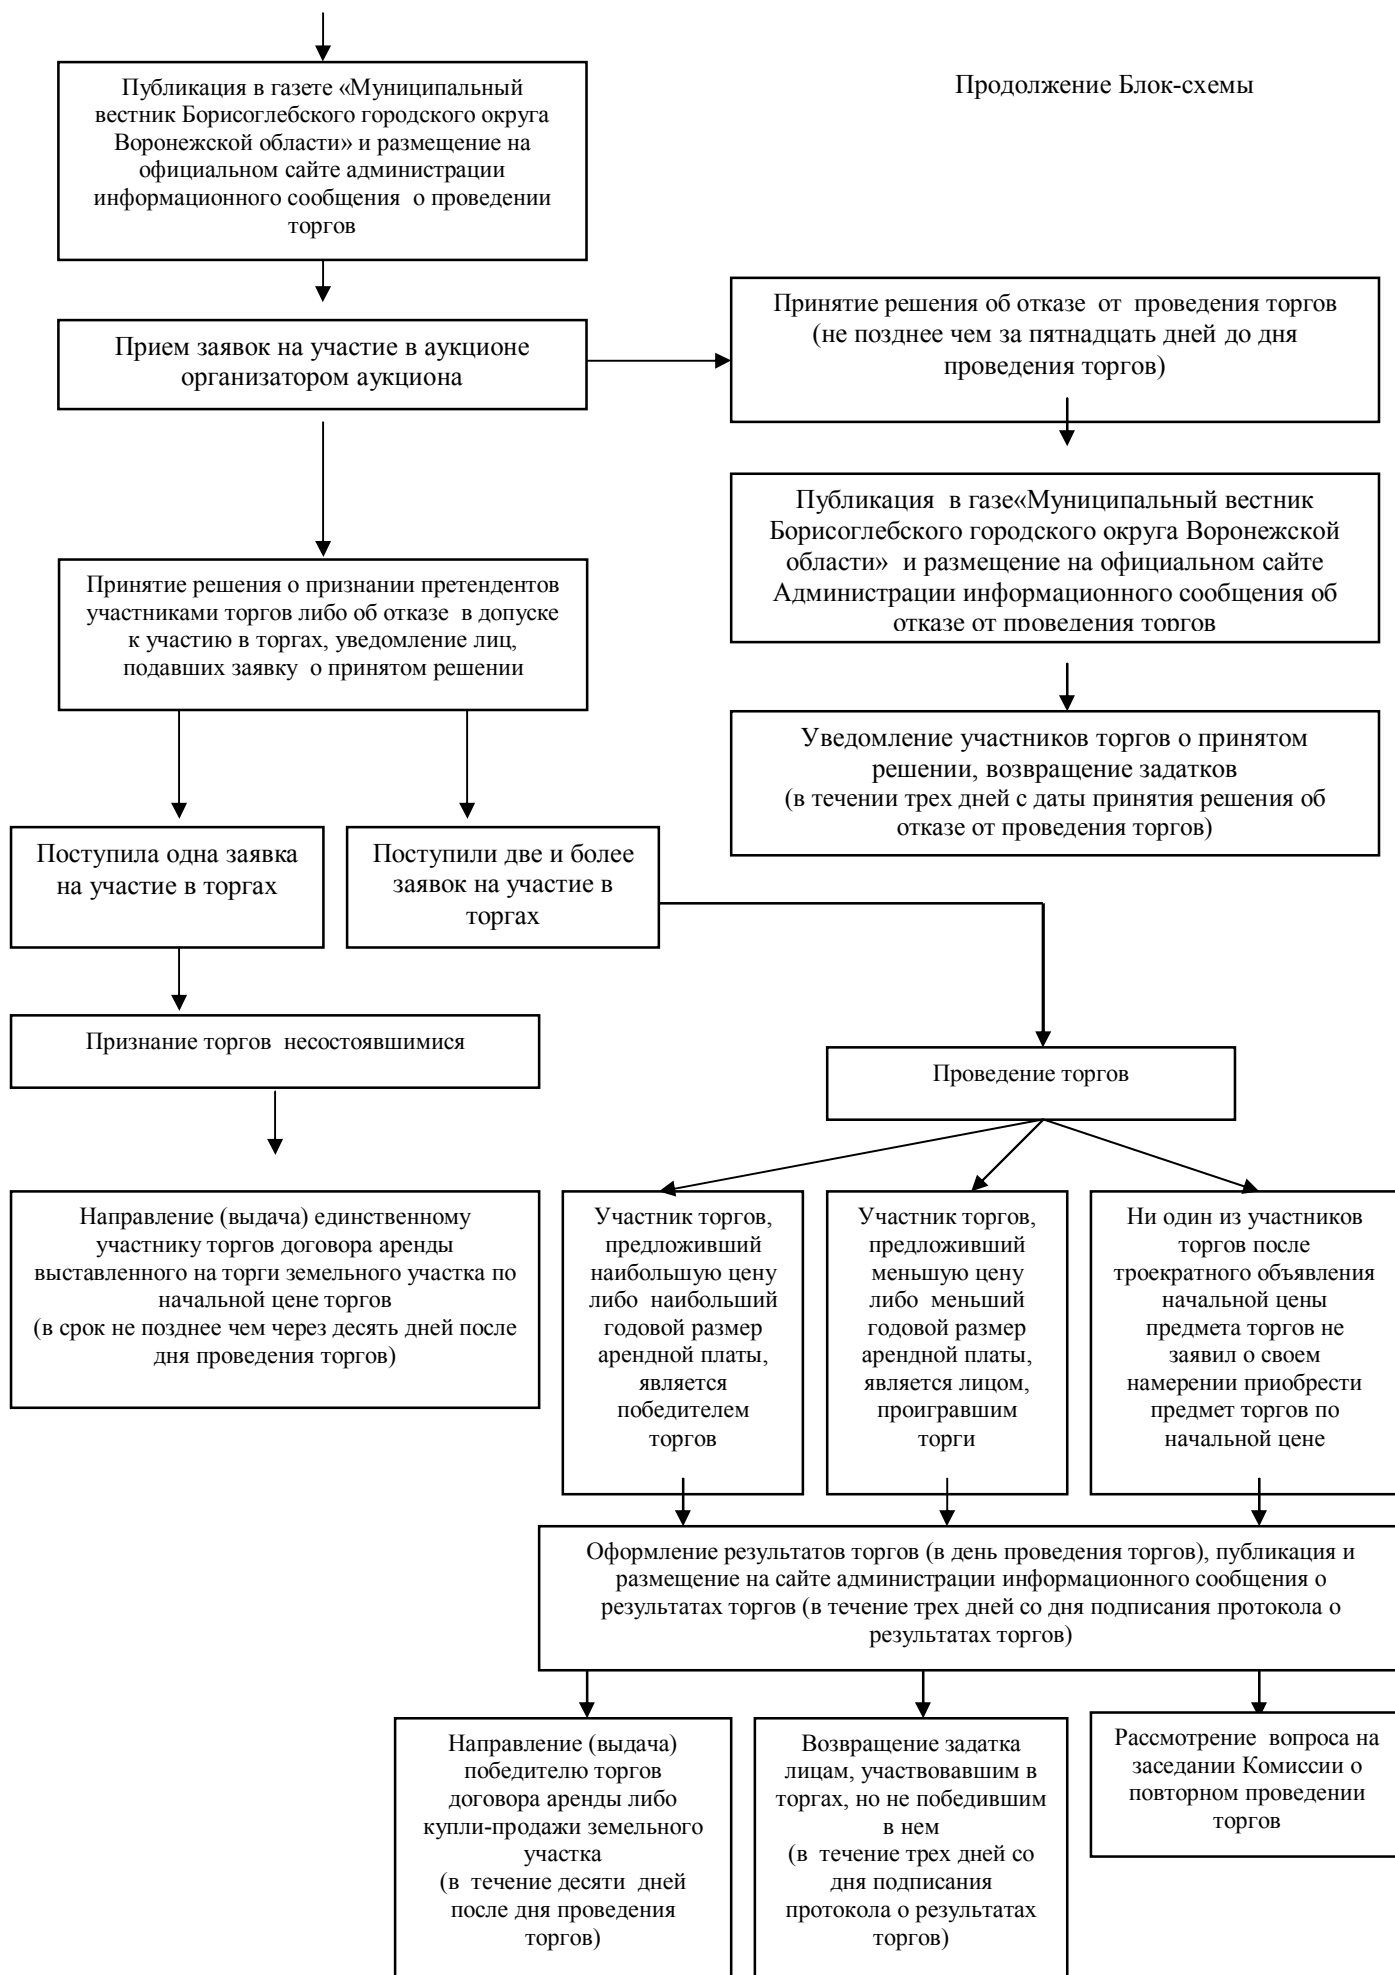 Продолжение Блок-схемы
Публикация в газете «Муниципальный
вестник Борисоглебского городского округа
Воронежской области» и размещение на
официальном сайте администрации
информационного сообщения о проведении
торгов
Прием заявок на участие в аукционе
организатором аукциона
Принятие решения об отказе от проведения торгов
(не позднее чем за пятнадцать дней до дня
проведения торгов)
Публикация в газе«Муниципальный вестник
Борисоглебского городского округа Воронежской
области» и размещение на официальном сайте
Администрации информационного сообщения об
отказе от проведения торгов
Принятие решения о признании претендентов
участниками торгов либо об отказе в допуске
к участию в торгах, уведомление лиц,
подавших заявку о принятом решении
Уведомление участников торгов о принятом
решении, возвращение задатков
(в течении трех дней с даты принятия решения об
отказе от проведения торгов)
Поступила одна заявка
на участие в торгах
Поступили две и более
заявок на участие в
торгах
Признание торгов несостоявшимися
Проведение торгов
Направление (выдача) единственному
участнику торгов договора аренды
выставленного на торги земельного участка по
начальной цене торгов
(в срок не позднее чем через десять дней после
дня проведения торгов)
Участник торгов,
предложивший
наибольшую цену
либо наибольший
годовой размер
арендной платы,
является
победителем
торгов
Участник торгов,
предложивший
меньшую цену
либо меньший
годовой размер
арендной платы,
является лицом,
проигравшим
торги
Ни один из участников
торгов после
троекратного объявления
начальной цены
предмета торгов не
заявил о своем
намерении приобрести
предмет торгов по
начальной цене
Оформление результатов торгов (в день проведения торгов), публикация и
размещение на сайте администрации информационного сообщения о
результатах торгов (в течение трех дней со дня подписания протокола о
результатах торгов)
Направление (выдача)
победителю торгов
договора аренды либо
купли-продажи земельного
участка
(в течение десяти дней
после дня проведения
торгов)
Возвращение задатка
лицам, участвовавшим в
торгах, но не победившим
в нем
(в течение трех дней со
дня подписания
протокола о результатах
торгов)
Рассмотрение вопроса на
заседании Комиссии о
повторном проведении
торгов